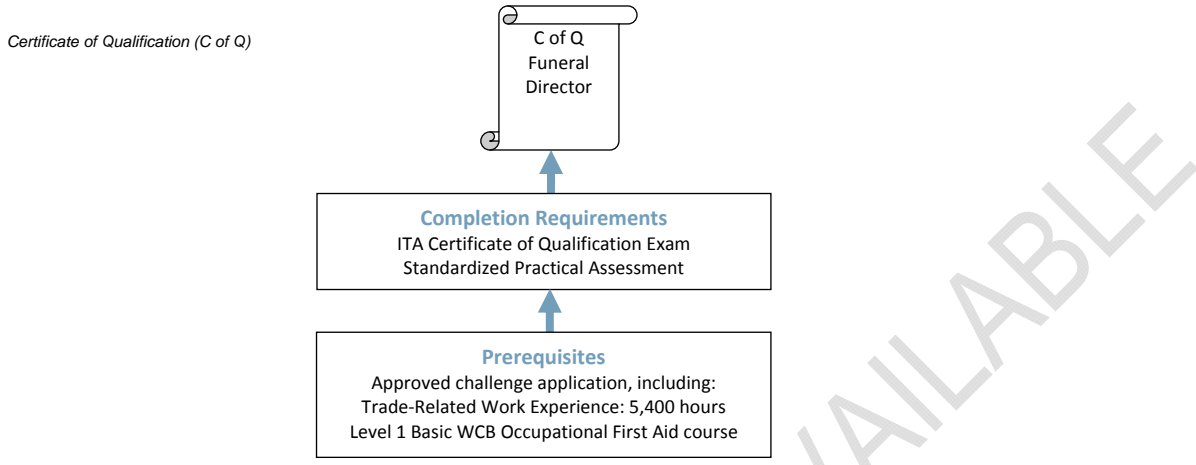 Certificate of Qualification (C of Q)
C of Q
Funeral
Director
Completion Requirements
ITA Certificate of Qualification Exam
Standardized Practical Assessment
Prerequisites
Approved challenge application, including:
Trade-Related Work Experience: 5,400 hours
Level 1 Basic WCB Occupational First Aid course